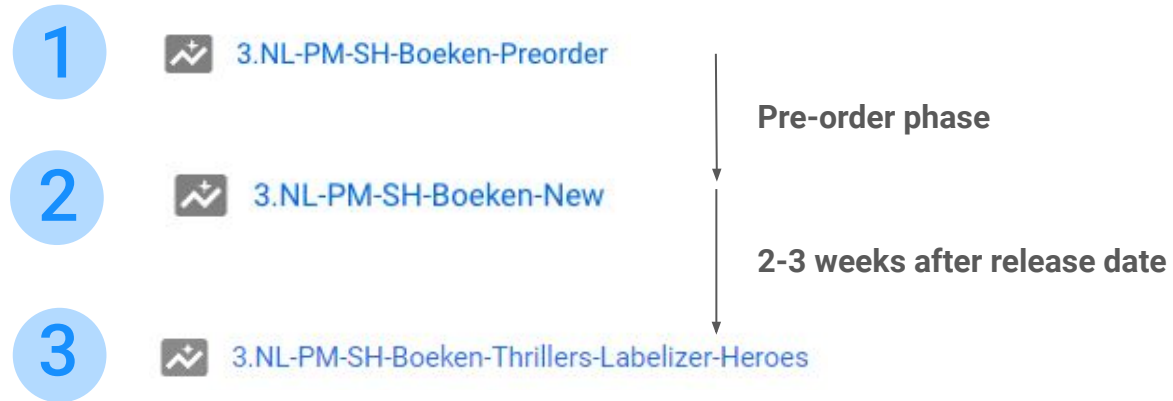 1
3.NL-PM-SH-Boeken-Preorder
Pre-order phase
2
3.NL-PM-SH-Boeken-New
2-3 weeks after release date
3
3.NL-PM-SH-Boeken-Thrillers-Labelizer-Heroes